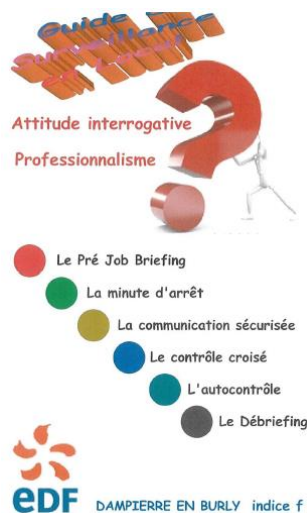 Guide
Surveillance
en Local
Attitude interrogative
Professionnalisme
?
Le Pré Job Briefing
La minute d'arrêt
La communication sécurisée
Le contrôle croisé
L'autocontrôle
Le Débriefing
eDF
DAMPIERRE EN BURLY indice f